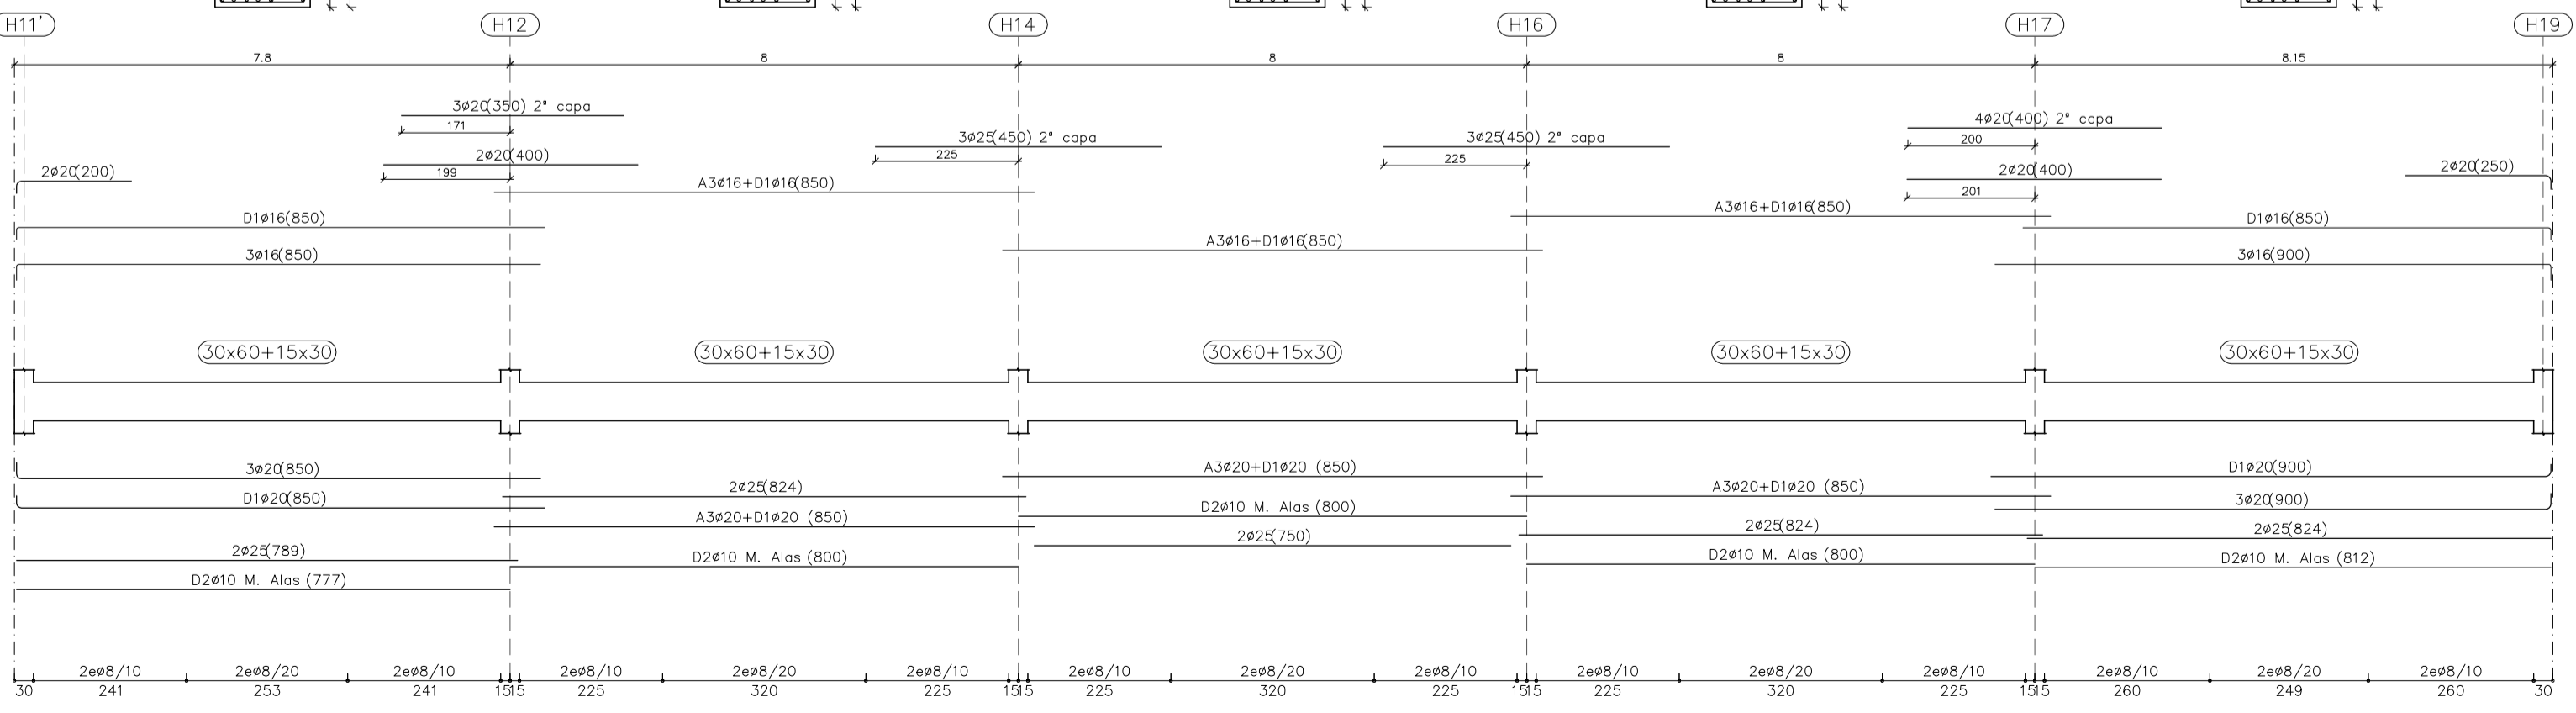 H11' H12 H14 H16 H17 H19
7.8 8 8 8 8.15
3ø20(350) 2ª capa
171
4ø20(400) 2ª capa
200
3ø25(450) 2ª capa
225
3ø25(450) 2ª capa
225
2ø20(400)
199
2ø20(200)
2ø20(400)
201
2ø20(250)
A3ø16+D1ø16(850)
A3ø16+D1ø16(850)
D1ø16(850)
D1ø16(850)
A3ø16+D1ø16(850)
3ø16(850)
3ø16(900)
30x60+15x30 30x60+15x30 30x60+15x30 30x60+15x30 30x60+15x30
3ø20(850)
A3ø20+D1ø20 (850)
D1ø20(900)
2ø25(824)
A3ø20+D1ø20 (850)
D1ø20(850)
3ø20(900)
D2ø10 M. Alas (800)
A3ø20+D1ø20 (850)
2ø25(824)
2ø25(824)
2ø25(750)
2ø25(789)
D2ø10 M. Alas (800)
D2ø10 M. Alas (800)
D2ø10 M. Alas (812)
D2ø10 M. Alas (777)
2eø8/10 2eø8/20 2eø8/10 2eø8/10 2eø8/20 2eø8/10 2eø8/10 2eø8/20 2eø8/10 2eø8/10 2eø8/20 2eø8/10 2eø8/10 2eø8/20 2eø8/10
30 241 253 241 15 15 225 320 225 15 15 225 320 225 15 15 225 320 225 15 15 260 249 260 30